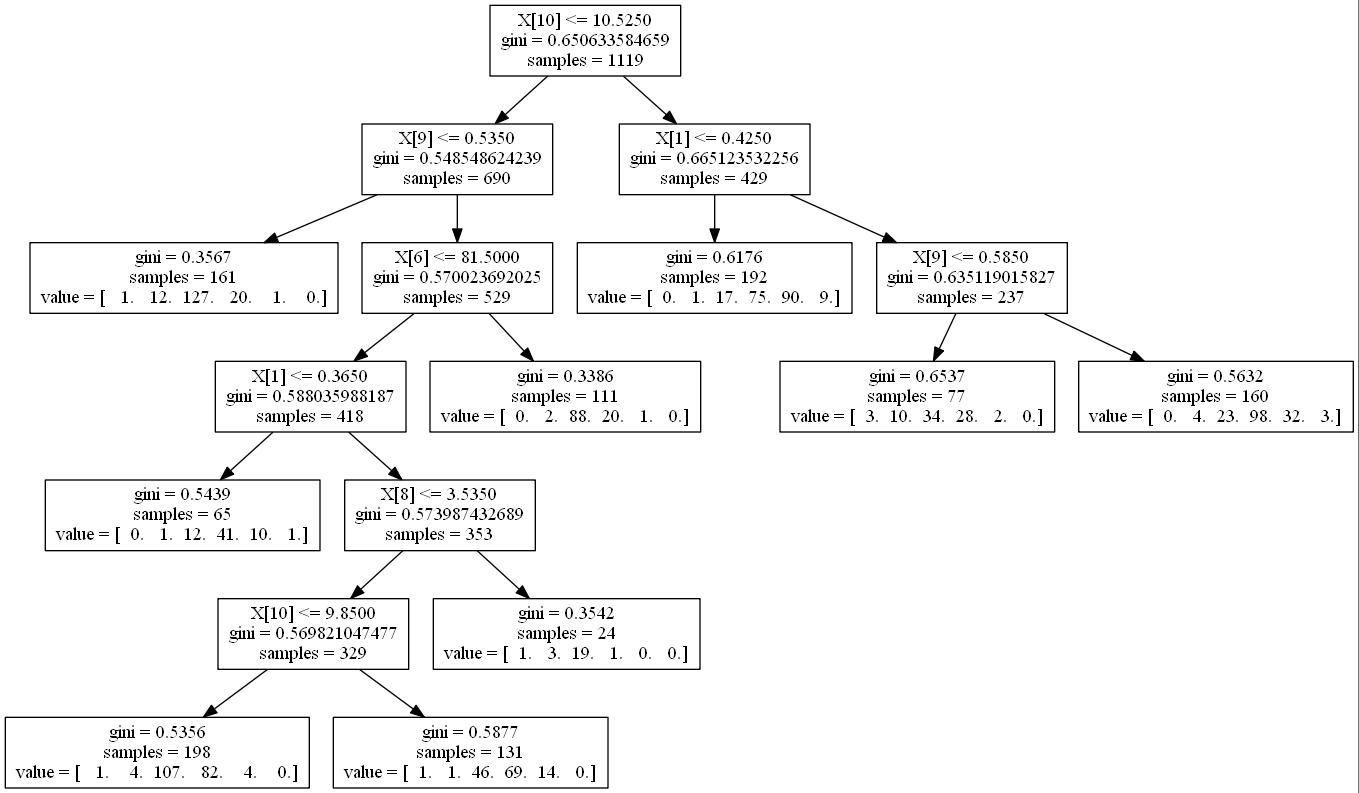 X[10] <= 10.5250
gini = 0.650633584659
samples = 1119
X[9] <= 0.5350
gini = 0.548548624239
samples = 690
X[1] <= 0.4250
gini = 0.665123532256
samples = 429
gini = 0.3567
samples = 161
value = [ 1. 12. 127. 20. 1. 0.]
X[6] <= 81.5000
gini = 0.570023692025
samples = 529
gini = 0.6176
samples = 192
value = [ 0. 1. 17. 75. 90. 9.]
X[9] <= 0.5850
gini = 0.635119015827
samples = 237
X[1] <= 0.3650
gini = 0.588035988187
samples = 418
gini = 0.3386
samples = 111
value = [ 0. 2. 88. 20. 1. 0.]
gini = 0.6537
samples = 77
value = [ 3. 10. 34. 28. 2. 0.]
gini = 0.5632
samples = 160
value = [ 0. 4. 23. 98. 32. 3.]
gini = 0.5439
samples = 65
value = [ 0. 1. 12. 41. 10. 1.]
X[8] <= 3.5350
gini = 0.573987432689
samples = 353
X[10] <= 9.8500
gini = 0.569821047477
samples = 329
gini = 0.3542
samples = 24
value = [ 1. 3. 19. 1. 0. 0.]
gini = 0.5356
samples = 198
value = [ 1. 4. 107. 82. 4. 0.]
gini = 0.5877
samples = 131
value = [ 1. 1. 46. 69. 14. 0.]